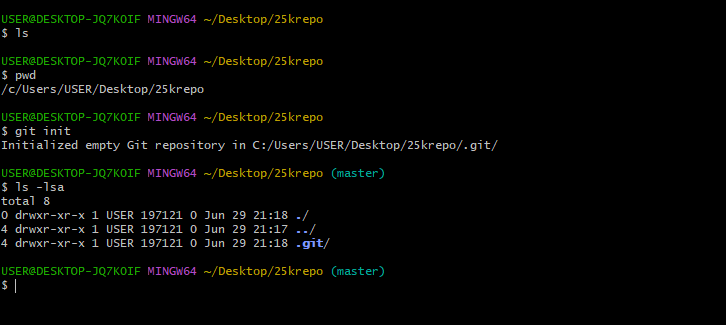 USER@DESKTOP-JQ7KOIF MINGW64 ~/Desktop/25krepo
$ ls
USER@DESKTOP-JQ7KOIF MINGW64 ~/Desktop/25krepo
$ pwd
/c/Users/USER/Desktop/25krepo
USER@DESKTOP-JQ7KOIF MINGW64 ~/Desktop/25krepo
$ git init
Initialized empty Git repository in C:/Users/USER/Desktop/25krepo/.git/
USER@DESKTOP-JQ7KOIF MINGW64 ~/Desktop/25krepo (master)
$ ls -lsa
total 8
0 drwxr-xr-x 1 USER 197121 0 Jun 29 21:18 ./
4 drwxr-xr-x 1 USER 197121 0 Jun 29 21:17 ../
4 drwxr-xr-x 1 USER 197121 0 Jun 29 21:18 .git/
USER@DESKTOP-JQ7KOIF MINGW64 ~/Desktop/25krepo (master)
$